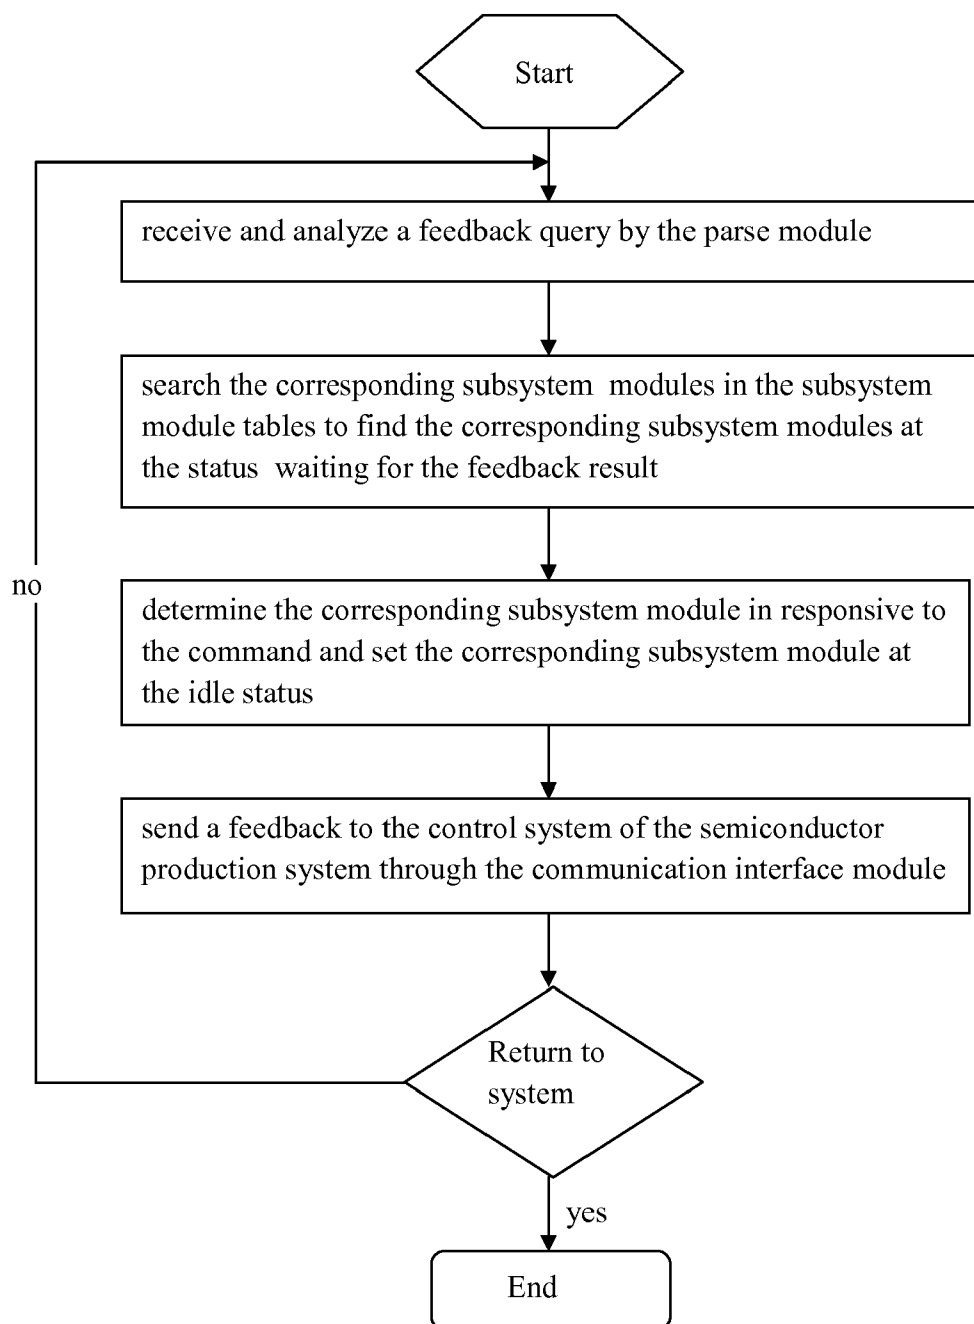 Start
receive and analyze a feedback query by the parse module
search the corresponding subsystem modules in the subsystem
module tables to find the corresponding subsystem modules at
the status waiting for the feedback result
no
determine the corresponding subsystem module in responsive to
the command and set the corresponding subsystem module at
the idle status
send a feedback to the control system of the semiconductor
production system through the communication interface module
Return to
system
yes
End